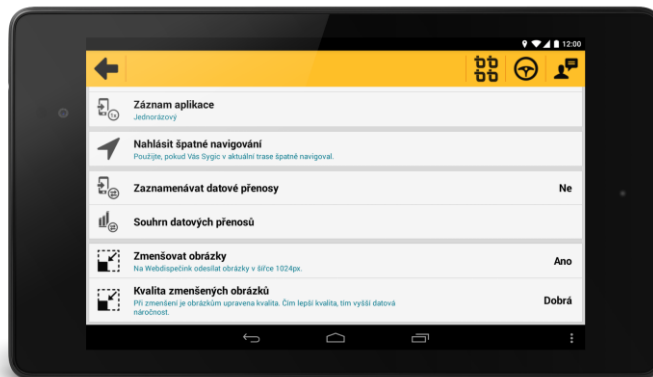 12:00
Záznam aplikace
Jednorázový
1x
Nahlásit špatné navigování
Použijte, pokud Vás Sygic v aktuální trase špatně navigoval.
Zaznamenávat datové přenosy
Ne
Souhrn datových přenosů
Zmenšovat obrázky
Na Webdispečink odesílat obrázky v šířce 1024px.
Ano
Kvalita zmenšených obrázků
Při zmenšení je obrázkům upravena kvalita. Čím lepší kvalita, tím vyšší datová
náročnost.
Dobrá